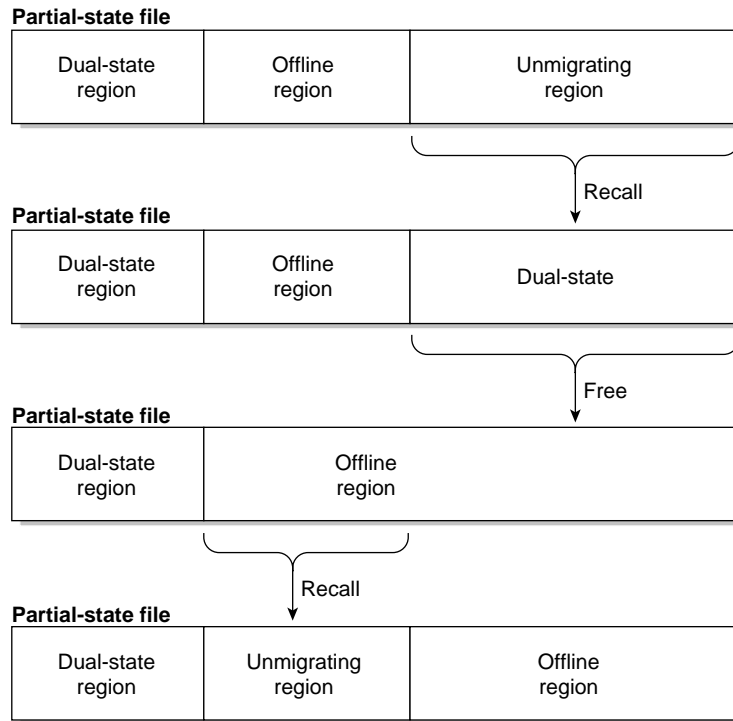 Partial-state file
Dual-state
region
Offline
region
Unmigrating
region
Recall
Partial-state file
Dual-state
region
Offline
region
Dual-state
Free
Partial-state file
Dual-state
region
Offline
region
Recall
Partial-state file
Dual-state
region
Unmigrating
region
Offline
region